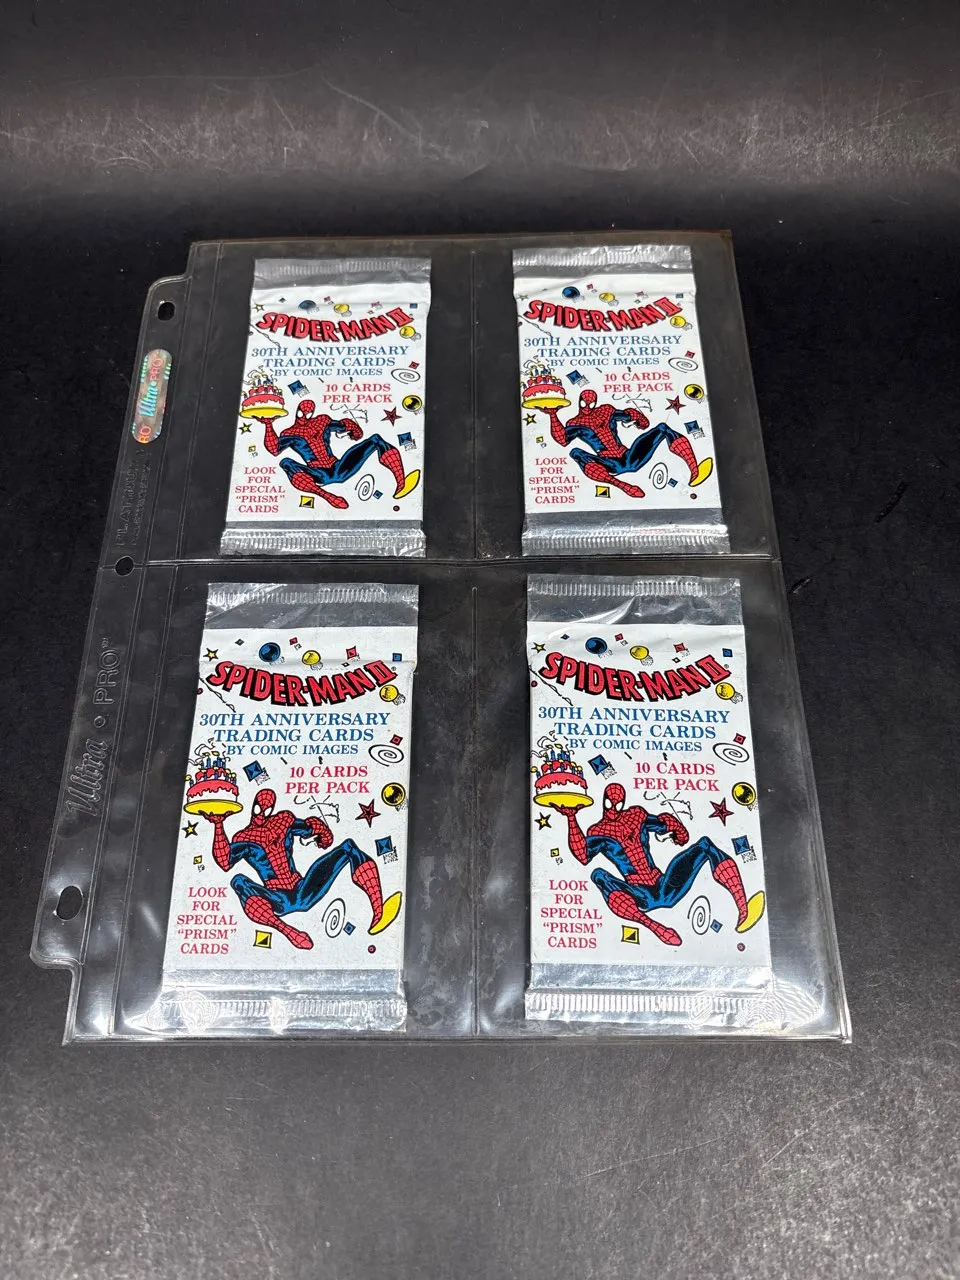 SPIDER-MAN II
30TH ANNIVERSARY
TRADING CARDS
BY COMIC IMAGES
10 CARDS
PER PACK
LOOK
FOR
SPECIAL
"PRISM"
CARDS
SPIDER-MAN II
30TH ANNIVERSARY
TRADING CARDS
BY COMIC IMAGES
10 CARDS
PER PACK
LOOK
FOR
SPECIAL
"PRISM"
CARDS
Ultra•PRO
Ultra • PRO™
SPIDER-MAN II
30TH ANNIVERSARY
TRADING CARDS
BY COMIC IMAGES
10 CARDS
PER PACK
LOOK
FOR
SPECIAL
"PRISM"
CARDS
SPIDER-MAN II
30TH ANNIVERSARY
TRADING CARDS
BY COMIC IMAGES
10 CARDS
PER PACK
LOOK
FOR
SPECIAL
"PRISM"
CARDS